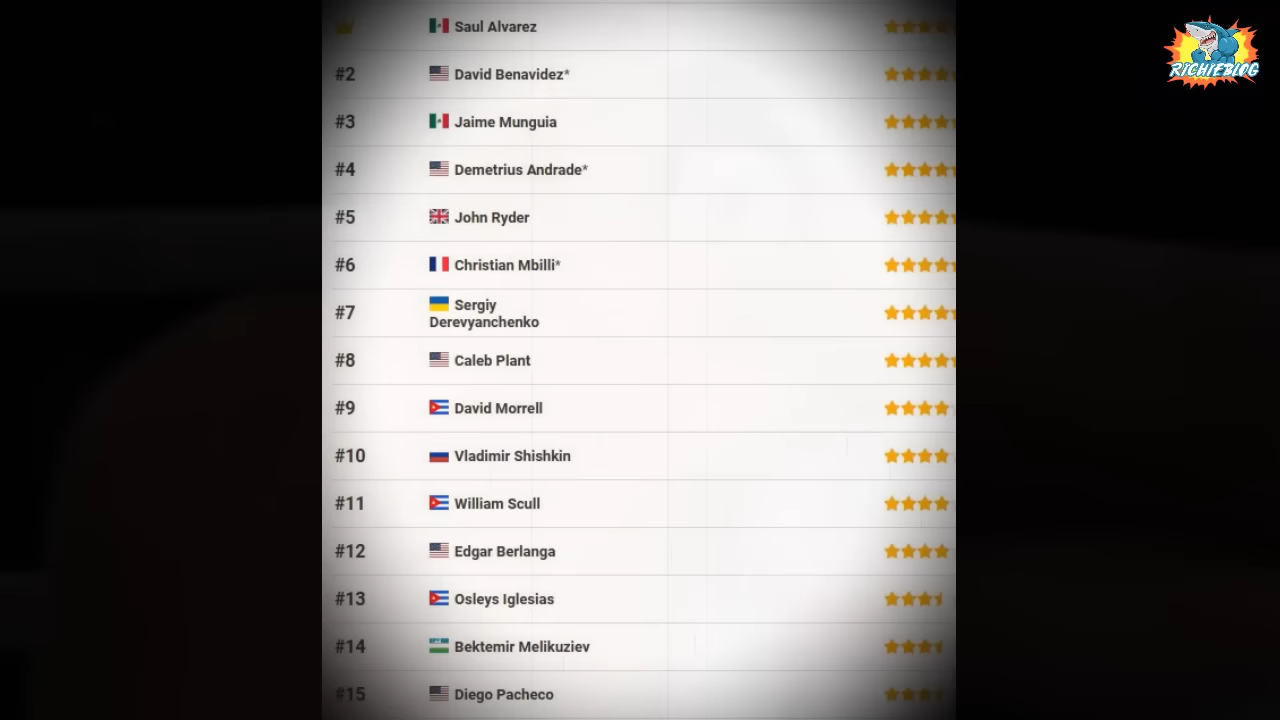 Saul Alvarez
RICHIEBLOG
#2 David Benavidez*
#3 Jaime Munguia
#4 Demetrius Andrade*
#5 John Ryder
#6 Christian Mbilli*
#7 Sergiy
Derevyanchenko
#8 Caleb Plant
#9 David Morrell
#10 Vladimir Shishkin
#11 William Scull
#12 Edgar Berlanga
#13 Osleys Iglesias
#14 Bektemir Melikuziev
#15 Diego Pacheco